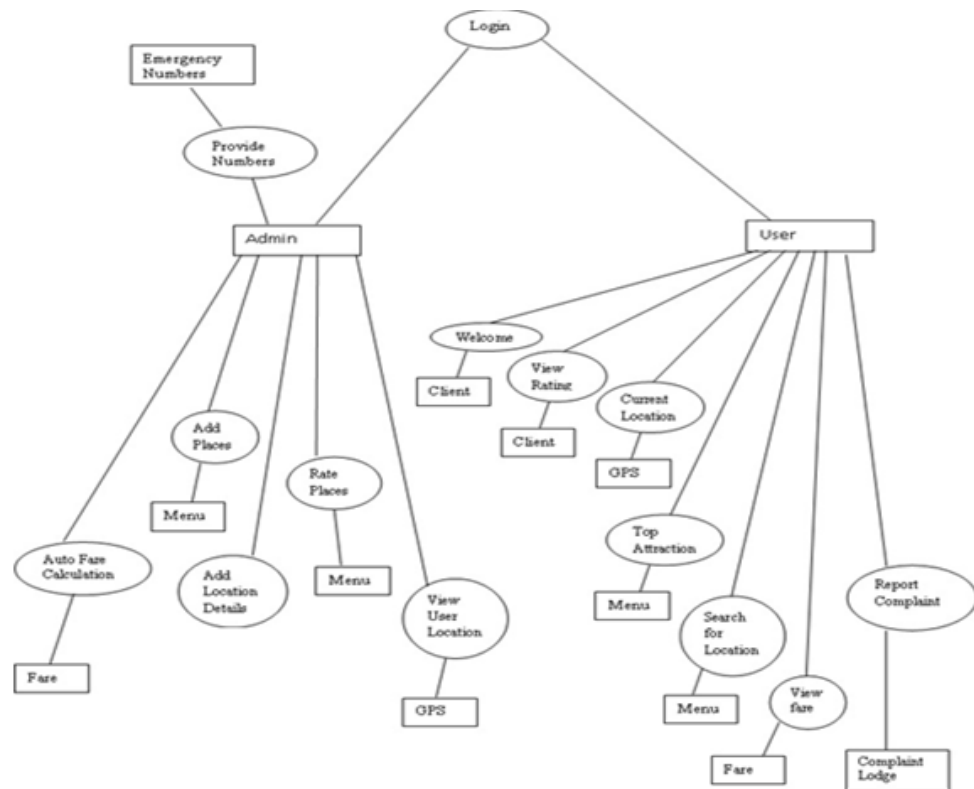 Login
Emergency
Numbers
Provide
Numbers
Admin
User
Welcome
View
Rating
Client
Current
Location
Client
Add
Places
GPS
Rate
Places
Menu
Top
Attraction
Auto Fare
Calculation
Add
Location
Details
Menu
View
User
Location
Menu
Search
for
Location
Report
Complaint
Fare
GPS
Menu
View
fare
Fare
Complaint
Lodge